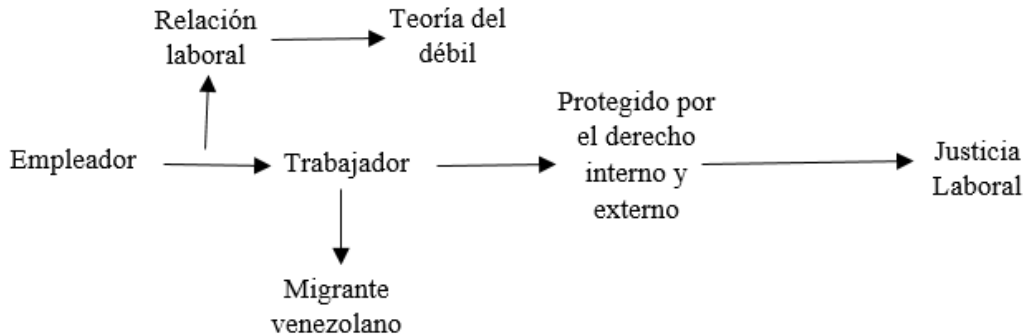 Relación
laboral
Teoría del
débil
Empleador
Trabajador
Protegido por
el derecho
interno y
externo
Justicia
Laboral
Migrante
venezolano